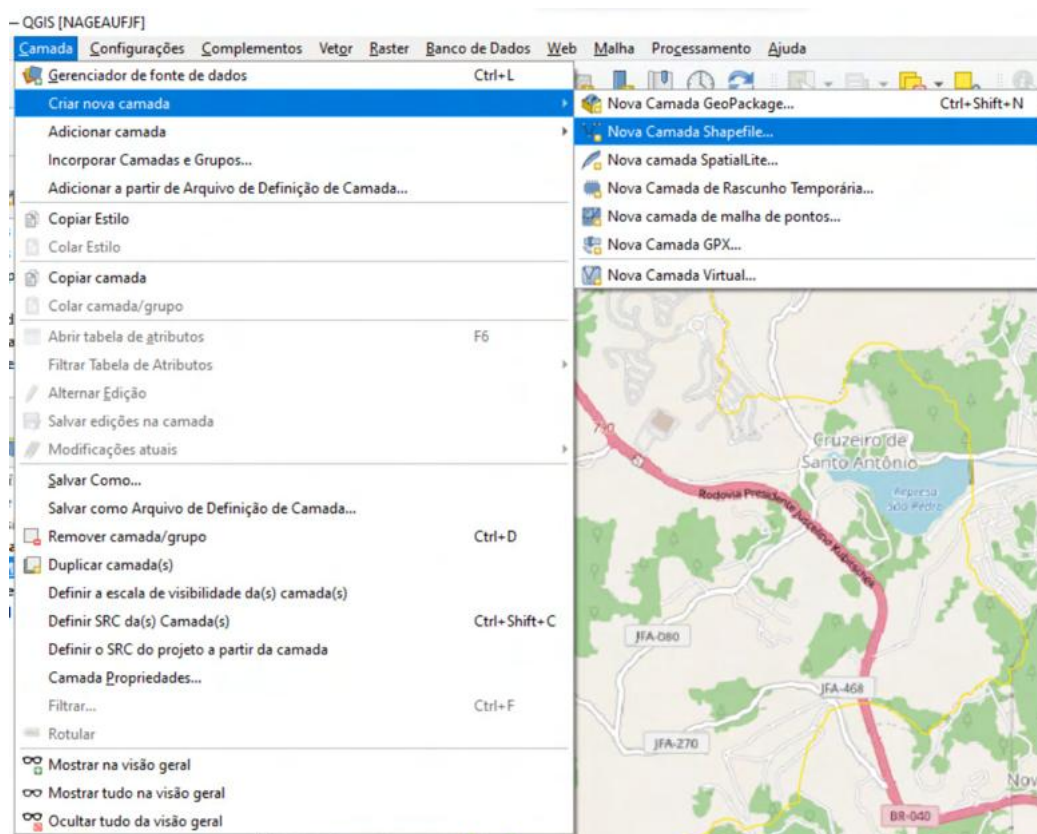 – QGIS [NAGEAUFJF]
Camada Configurações Complementos Vetor Raster Banco de Dados Web Malha Processamento Ajuda
Gerenciador de fonte de dados Ctrl+L
Criar nova camada
Adicionar camada
Incorporar Camadas e Grupos...
Adicionar a partir de Arquivo de Definição de Camada...
Copiar Estilo
Colar Estilo
Copiar camada
Colar camada/grupo
Abrir tabela de atributos F6
Filtrar Tabela de Atributos
Alternar Edição
Salvar edições na camada
Modificações atuais
Salvar Como...
Salvar como Arquivo de Definição de Camada...
Remover camada/grupo Ctrl+D
Duplicar camada(s)
Definir a escala de visibilidade da(s) camada(s)
Definir SRC da(s) Camada(s) Ctrl+Shift+C
Definir o SRC do projeto a partir da camada
Camada Propriedades...
Filtrar... Ctrl+F
Rotular
Mostrar na visão geral
Mostrar tudo na visão geral
Ocultar tudo da visão geral
Nova Camada GeoPackage... Ctrl+Shift+N
Nova Camada Shapefile...
Nova camada SpatialLite...
Nova Camada de Rascunho Temporária...
Nova camada de malha de pontos...
Nova Camada GPX...
Nova Camada Virtual...
790
Cruzeiro de
Santo Antônio
Represa
São Pedro
Rodovia Presidente Juscelino Kubitschek
JFA-080
JFA-468
JFA-270
BR-040